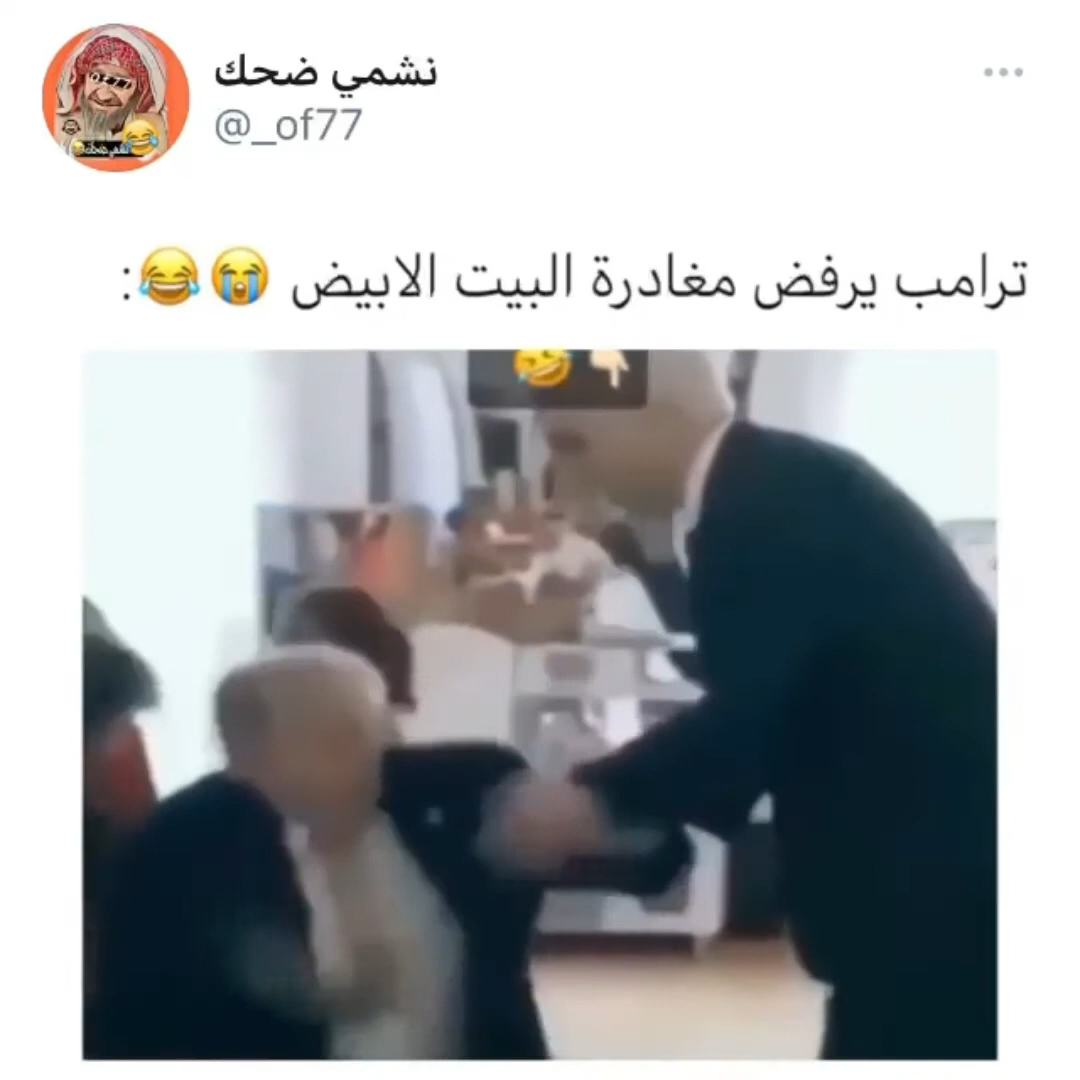 نشمي ضحك
@_of77
ترامب يرفض مغادرة البيت الابيض 😭😂: